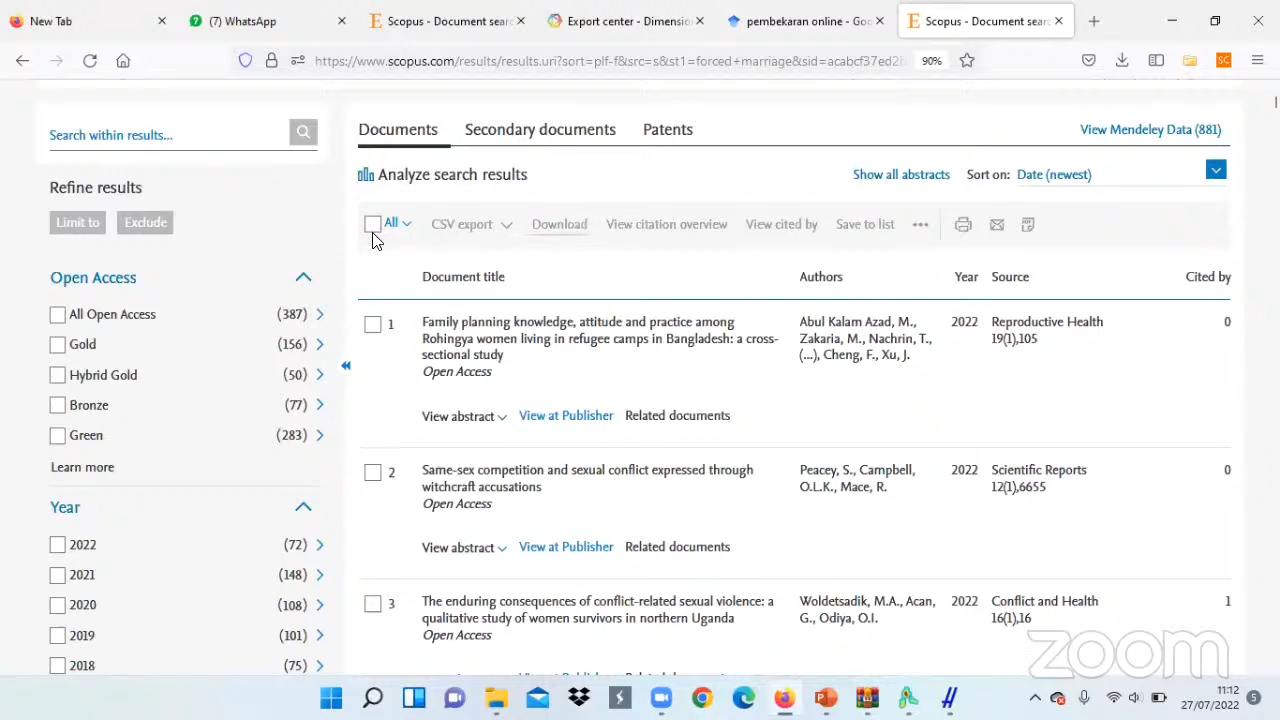 New Tab
(7) WhatsApp
Scopus - Document searc
Export center - Dimensio
pembekaran online - Goo
Scopus - Document searc
https://www.scopus.com/results/results.uri?sort=plf-f&src=s&st1=forced+marriage&sid=acabcf37ed2
90%
SC
Search within results...
Documents
Secondary documents
Patents
View Mendeley Data (881)
Refine results
Analyze search results
Show all abstracts
Sort on:
Date (newest)
Limit to
Exclude
All
CSV export
Download
View citation overview
View cited by
Save to list
Open Access
Document title
Authors
Year
Source
Cited by
All Open Access (387)
Gold (156)
Hybrid Gold (50)
Bronze (77)
Green (283)
Learn more
1
Family planning knowledge, attitude and practice among
Rohingya women living in refugee camps in Bangladesh: a cross-
sectional study
Open Access
Abul Kalam Azad, M.,
Zakaria, M., Nachrin, T.,
(...), Cheng, F., Xu, J.
2022
Reproductive Health
19(1),105
0
View abstract
View at Publisher
Related documents
2
Same-sex competition and sexual conflict expressed through
witchcraft accusations
Open Access
Peacey, S., Campbell,
O.L.K., Mace, R.
2022
Scientific Reports
12(1),6655
0
View abstract
View at Publisher
Related documents
Year
2022 (72)
2021 (148)
2020 (108)
2019 (101)
2018 (75)
3
The enduring consequences of conflict-related sexual violence: a
qualitative study of women survivors in northern Uganda
Open Access
Woldetsadik, M.A., Acan,
G., Odiya, O.I.
2022
Conflict and Health
16(1),16
1
zoom
11:12
27/07/2022
5